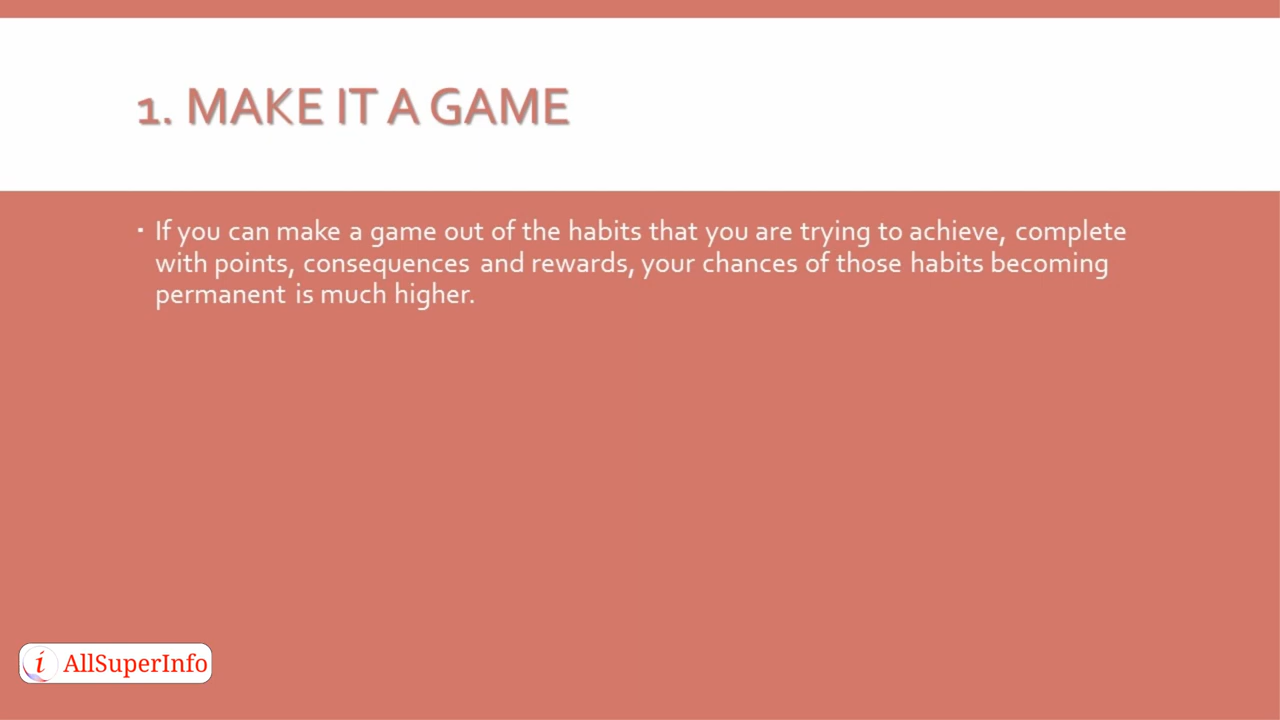 1. MAKE IT A GAME
▪ If you can make a game out of the habits that you are trying to achieve, complete
with points, consequences and rewards, your chances of those habits becoming
permanent is much higher.
i AllSuperInfo